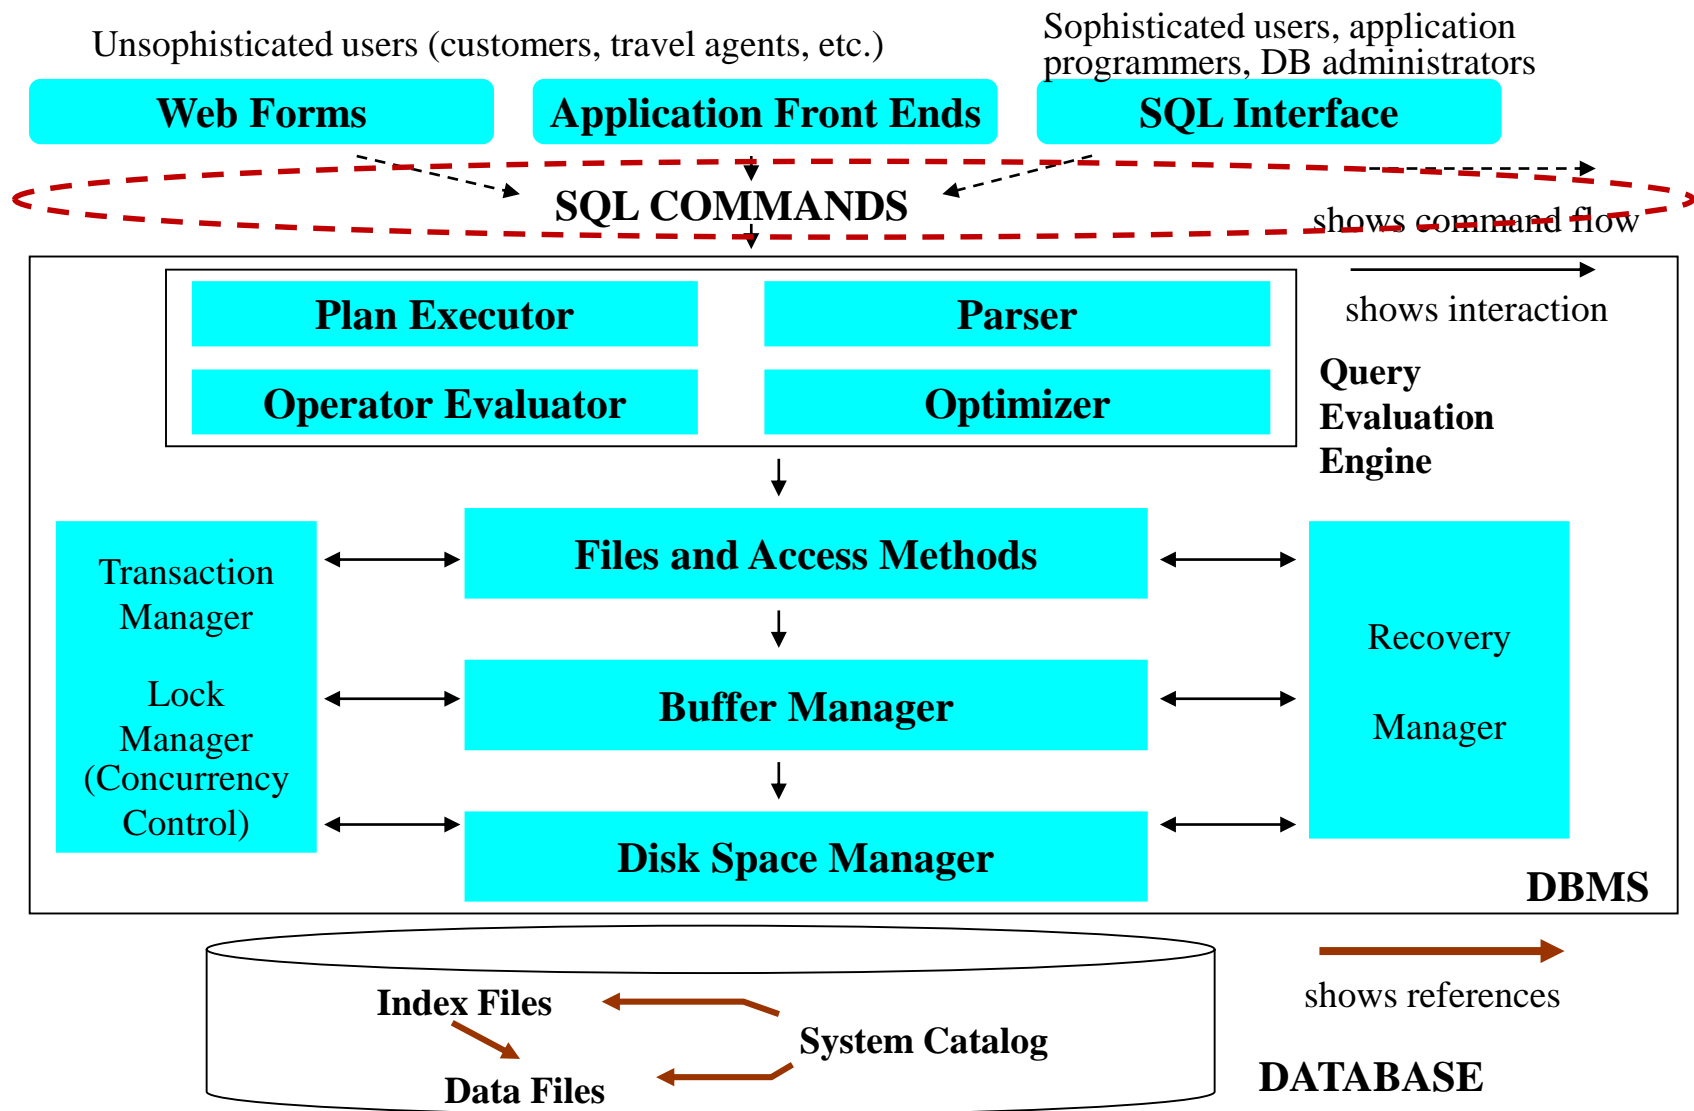 Unsophisticated users (customers, travel agents, etc.)
Sophisticated users, application
programmers, DB administrators
Web Forms
Application Front Ends
SQL Interface
SQL COMMANDS
shows command flow
Plan Executor
Parser
shows interaction
Operator Evaluator
Optimizer
Query
Evaluation
Engine
Files and Access Methods
Transaction
Manager
Lock
Manager
(Concurrency
Control)
Recovery
Manager
Buffer Manager
Disk Space Manager
DBMS
Index Files
System Catalog
Data Files
shows references
DATABASE